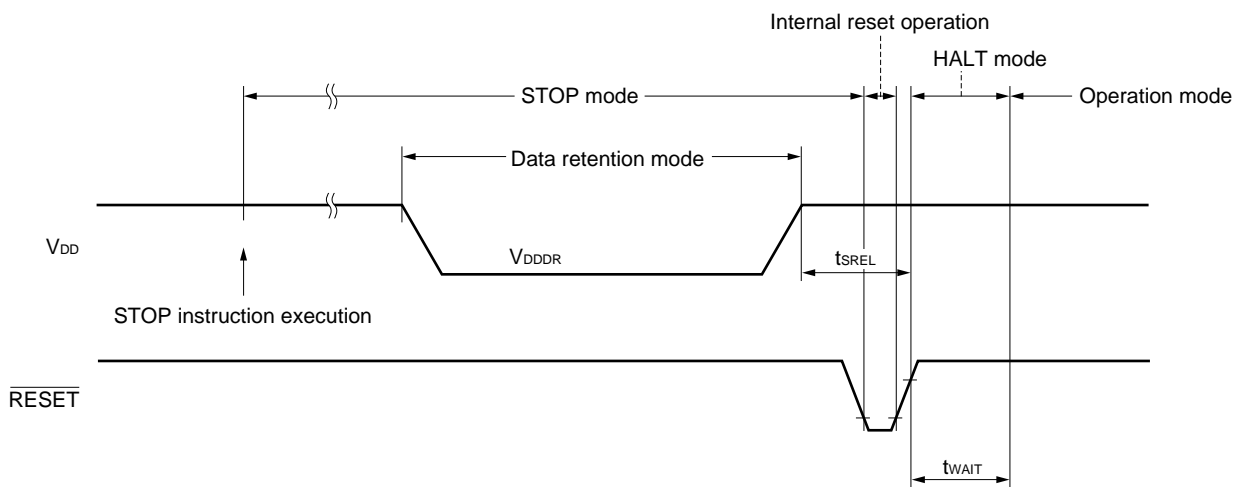 Internal reset operation
HALT mode
STOP mode
Operation mode
Data retention mode
VDD
VDDDR
tSREL
STOP instruction execution
RESET
tWAIT